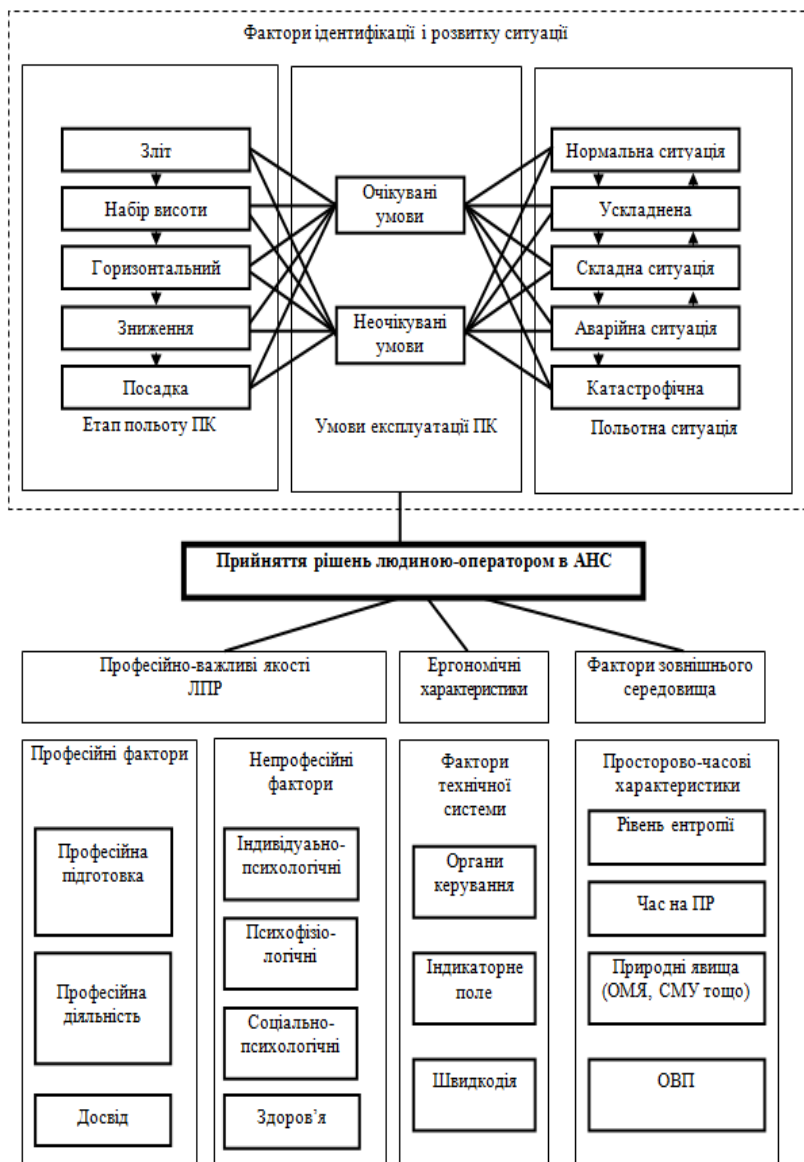 Фактори ідентифікації і розвитку ситуації
Зліт
Набір висоти
Горизонтальний
Зниження
Посадка
Етап польоту ПК
Очікувані
умови
Неочікувані
умови
Умови експлуатації ПК
Нормальна ситуація
Ускладнена
Складна ситуація
Аварійна ситуація
Катастрофічна
Польотна ситуація
Прийняття рішень людиною-оператором в АНС
Професійно-важливі якості
ЛПР
Ергономічні
характеристики
Фактори зовнішнього
середовища
Професійні фактори
Професійна
підготовка
Професійна
діяльність
Досвід
Непрофесійні
фактори
Індивідуаьно-
психологічні
Психофізіо-
логічні
Соціально-
психологічні
Здоров’я
Фактори
технічної
системи
Органи
керування
Індикаторне
поле
Швидкодія
Просторово-часові
характеристики
Рівень ентропії
Час на ПР
Природні явища
(ОМЯ, СМУ тощо)
ОВП